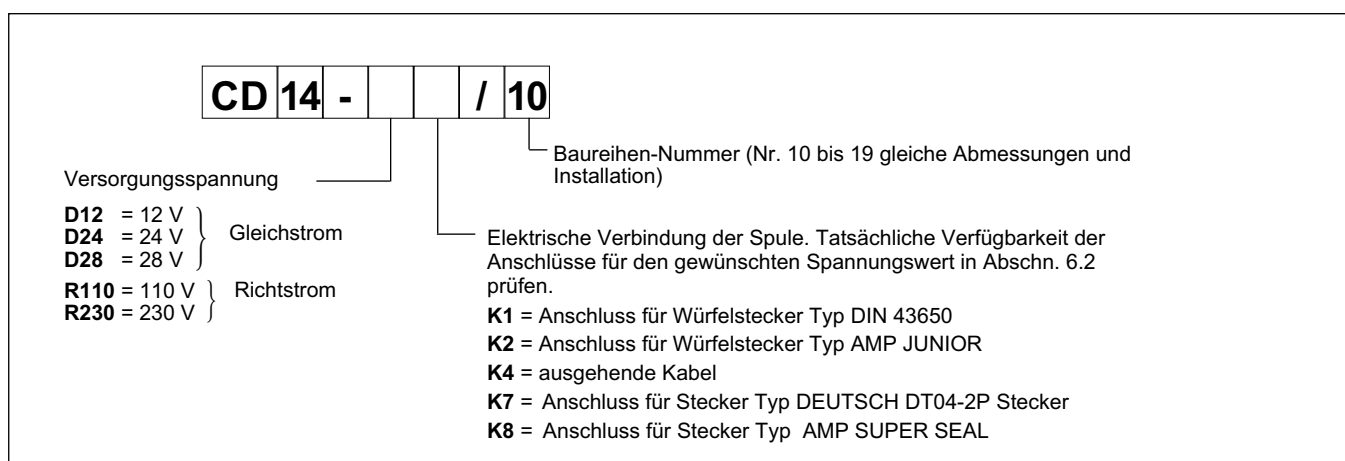 CD 14 - / 10
Baureihen-Nummer (Nr. 10 bis 19 gleiche Abmessungen und
Installation)
Versorgungsspannung
D12 = 12 V
D24 = 24 V
D28 = 28 V
Gleichstrom
R110 = 110 V
R230 = 230 V
Richtstrom
Elektrische Verbindung der Spule. Tatsächliche Verfügbarkeit der
Anschlüsse für den gewünschten Spannungswert in Abschn. 6.2
prüfen.
K1 = Anschluss für Würfelstecker Typ DIN 43650
K2 = Anschluss für Würfelstecker Typ AMP JUNIOR
K4 = ausgehende Kabel
K7 = Anschluss für Stecker Typ DEUTSCH DT04-2P Stecker
K8 = Anschluss für Stecker Typ AMP SUPER SEAL